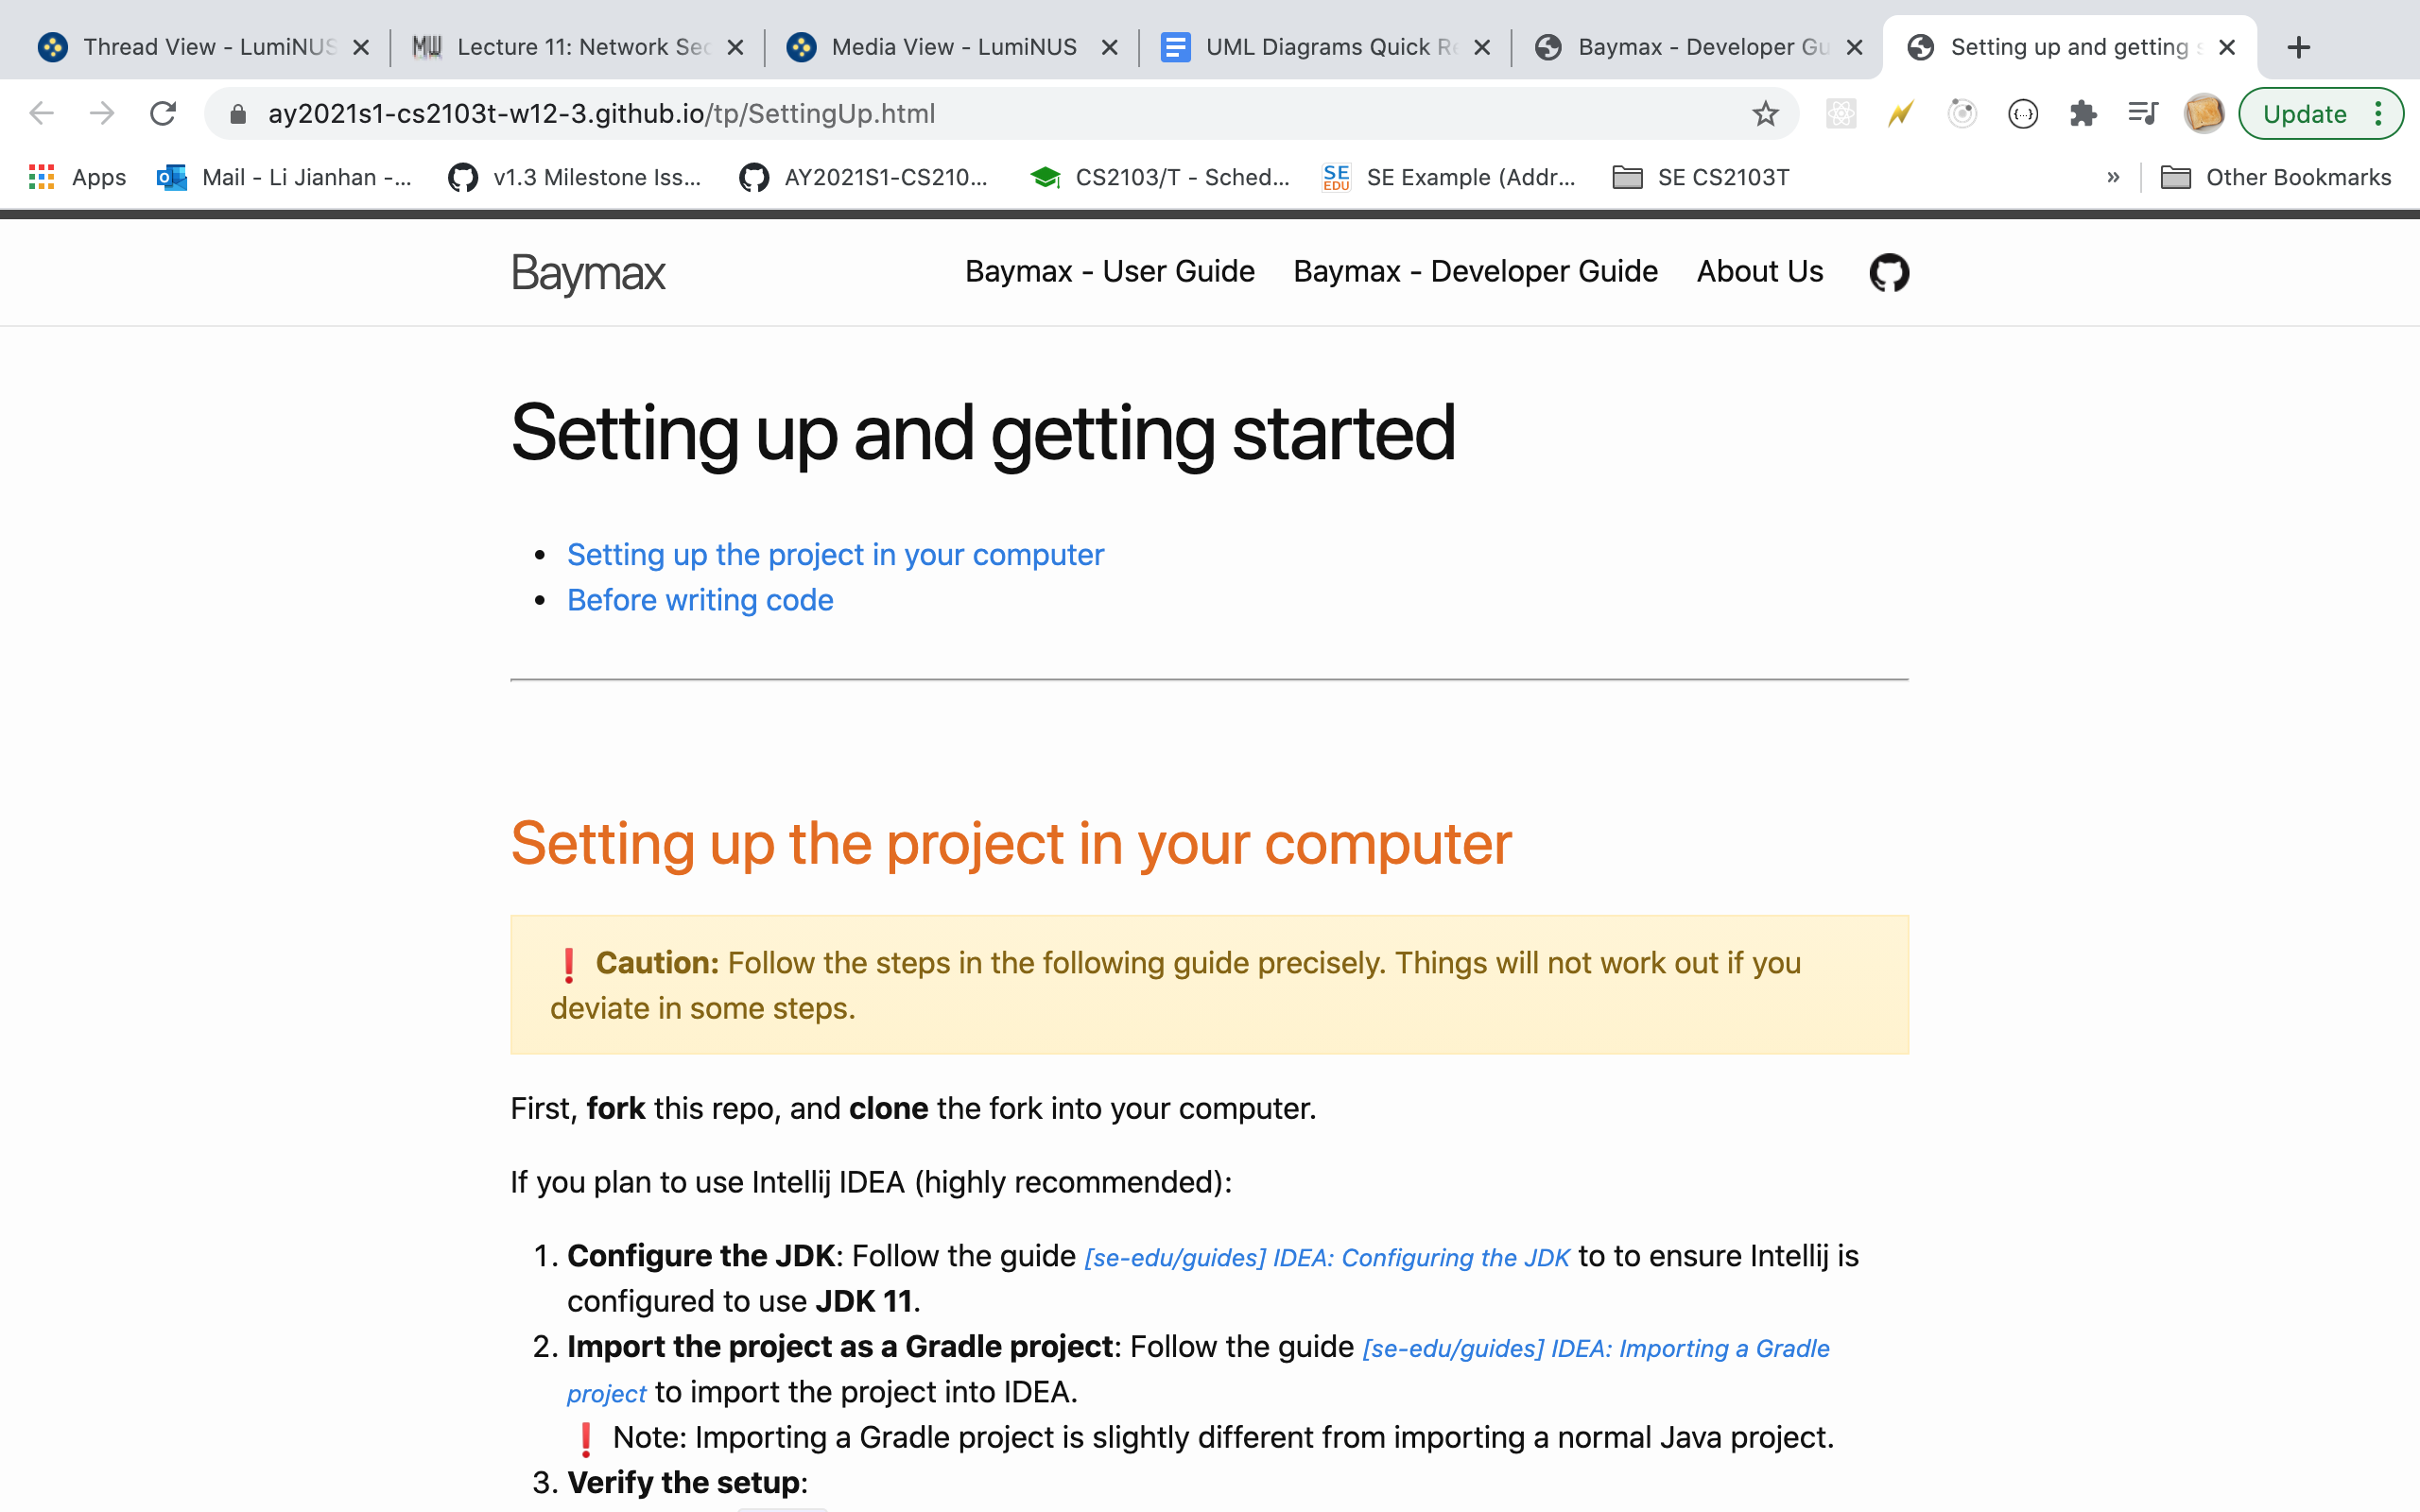 Thread View - LumiNUS
Lecture 11: Network Sec
Media View - LumiNUS
UML Diagrams Quick Re
Baymax - Developer Gu
Setting up and getting s
ay2021s1-cs2103t-w12-3.github.io/tp/SettingUp.html
Update
Apps
Mail - Li Jianhan -...
v1.3 Milestone Iss...
AY2021S1-CS210...
CS2103/T - Sched...
SE EDU
SE Example (Addr...
SE CS2103T
»
Other Bookmarks
Baymax
Baymax - User Guide
Baymax - Developer Guide
About Us
Setting up and getting started
• Setting up the project in your computer
• Before writing code
Setting up the project in your computer
❗ Caution: Follow the steps in the following guide precisely. Things will not work out if you
deviate in some steps.
First, fork this repo, and clone the fork into your computer.
If you plan to use Intellij IDEA (highly recommended):
1. Configure the JDK: Follow the guide [se-edu/guides] IDEA: Configuring the JDK to to ensure Intellij is
configured to use JDK 11.
2. Import the project as a Gradle project: Follow the guide [se-edu/guides] IDEA: Importing a Gradle
project to import the project into IDEA.
❗ Note: Importing a Gradle project is slightly different from importing a normal Java project.
3. Verify the setup: